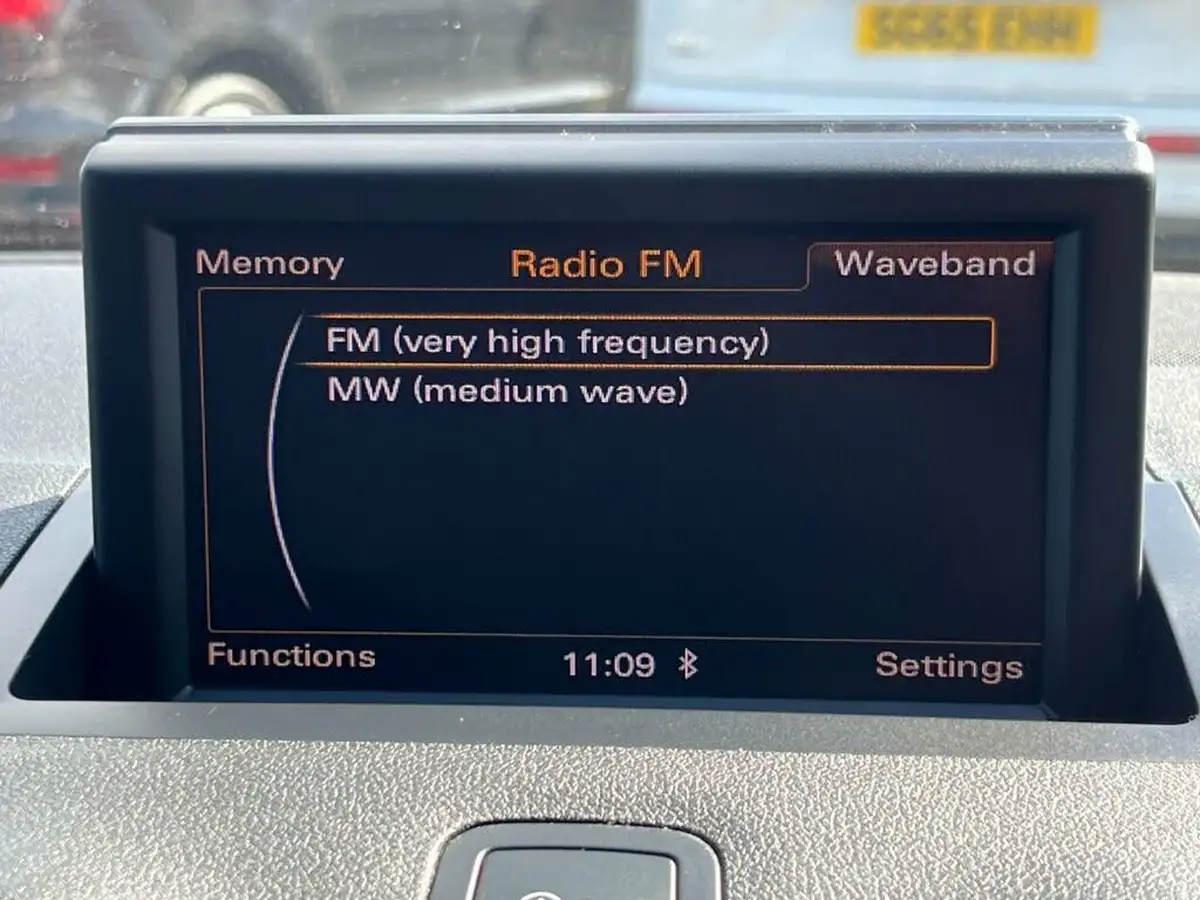 Memory
Radio FM
Waveband
FM (very high frequency)
MW (medium wave)
Functions
11:09
Settings